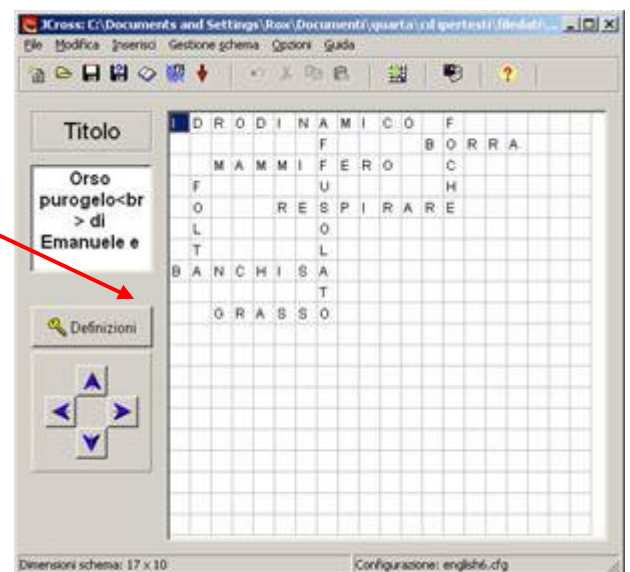 JCross: C:\Documents and Settings\Rox\Documenti\quarta\cd ipertesti\filedati\...
File Modifica Inserisci Gestione schema Opzioni Guida
Titolo
Orso
purogelo<br
> di
Emanuele e
Definizioni
I D R O D I N A M I C O F
F B O R R A
M A M M I F E R O C
F U H
O R E S P I R A R E
L O
T L
B A N C H I S A
T
G R A S S O
Dimensioni schema: 17 x 10
Configurazione: english6.cfg